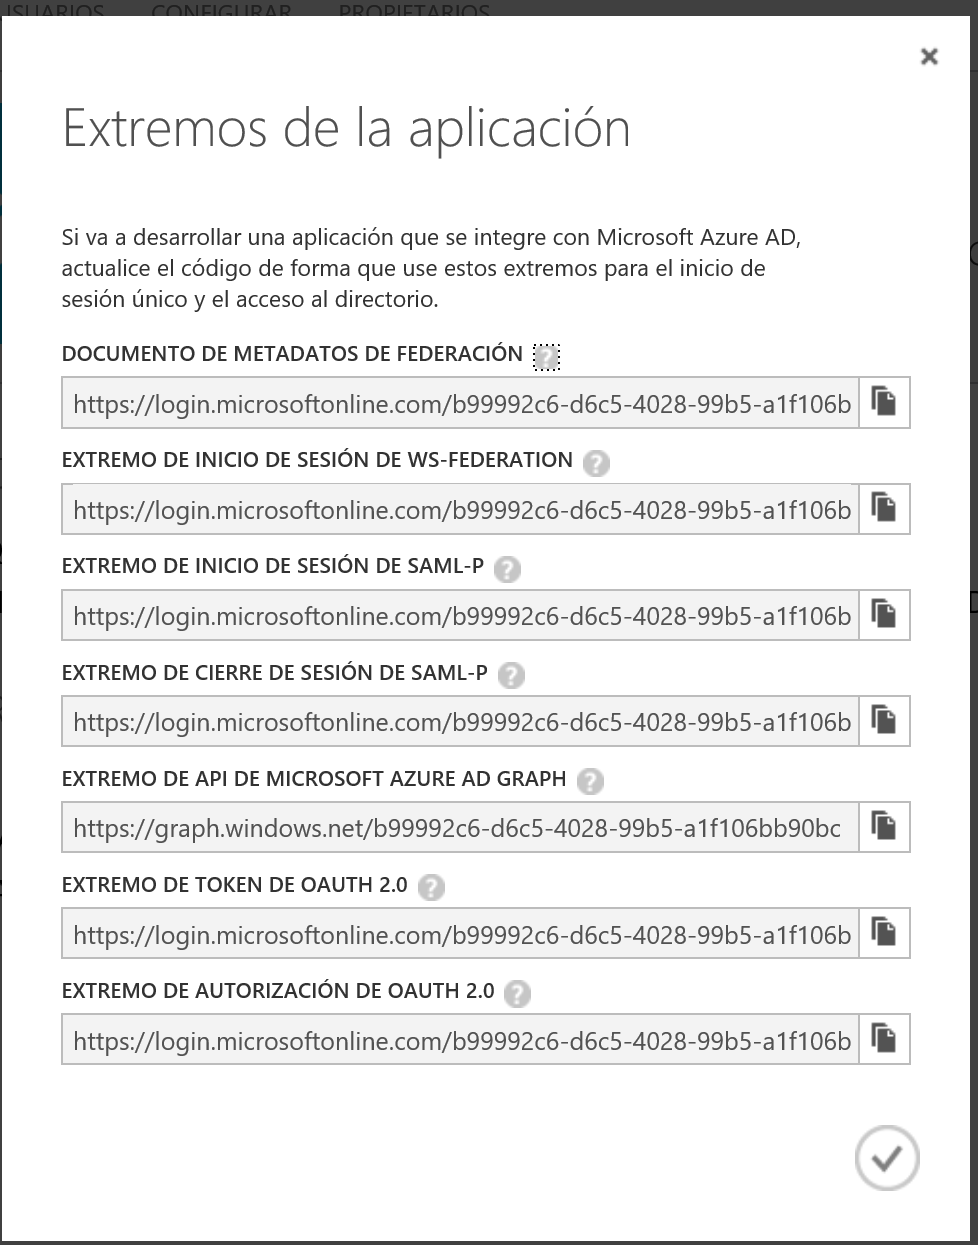 USUARIOS CONFIGURAR PROPIETARIOS
Extremos de la aplicación
Si va a desarrollar una aplicación que se integre con Microsoft Azure AD,
actualice el código de forma que use estos extremos para el inicio de
sesión único y el acceso al directorio.
DOCUMENTO DE METADATOS DE FEDERACIÓN ?
https://login.microsoftonline.com/b99992c6-d6c5-4028-99b5-a1f106b
EXTREMO DE INICIO DE SESIÓN DE WS-FEDERATION ?
https://login.microsoftonline.com/b99992c6-d6c5-4028-99b5-a1f106b
EXTREMO DE INICIO DE SESIÓN DE SAML-P ?
https://login.microsoftonline.com/b99992c6-d6c5-4028-99b5-a1f106b
EXTREMO DE CIERRE DE SESIÓN DE SAML-P ?
https://login.microsoftonline.com/b99992c6-d6c5-4028-99b5-a1f106b
EXTREMO DE API DE MICROSOFT AZURE AD GRAPH ?
https://graph.windows.net/b99992c6-d6c5-4028-99b5-a1f106bb90bc
EXTREMO DE TOKEN DE OAUTH 2.0 ?
https://login.microsoftonline.com/b99992c6-d6c5-4028-99b5-a1f106b
EXTREMO DE AUTORIZACIÓN DE OAUTH 2.0 ?
https://login.microsoftonline.com/b99992c6-d6c5-4028-99b5-a1f106b